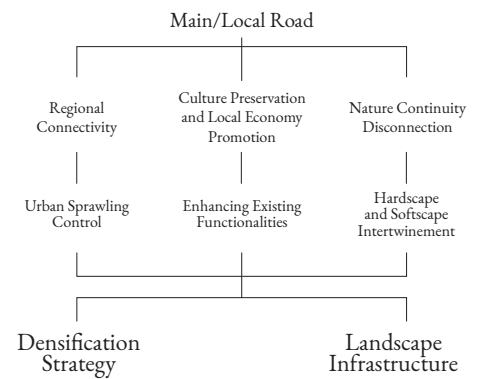 Main/Local Road
Regional
Connectivity
Culture Preservation
and Local Economy
Promotion
Nature Continuity
Disconnection
Urban Sprawling
Control
Enhancing Existing
Functionalities
Hardscape
and Softscape
Intertwinement
Densification
Strategy
Landscape
Infrastructure